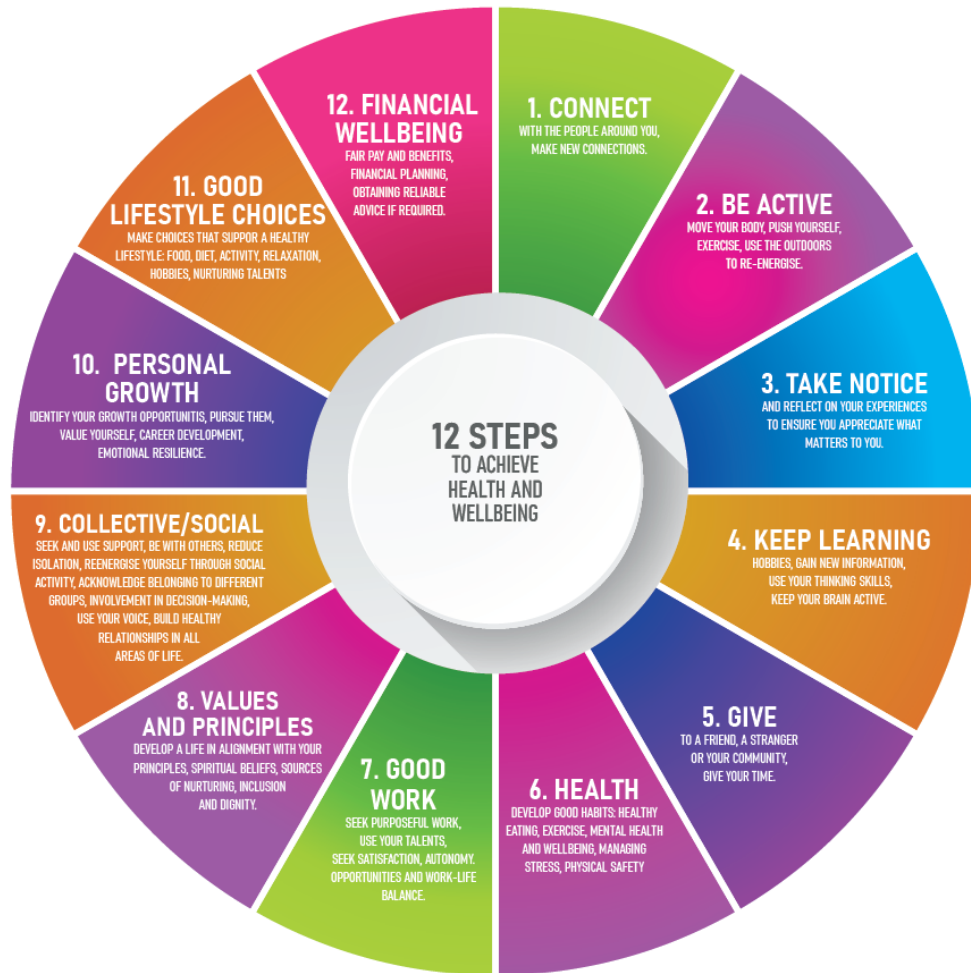 12 STEPS
TO ACHIEVE
HEALTH AND
WELLBEING
1. CONNECT
WITH THE PEOPLE AROUND YOU,
MAKE NEW CONNECTIONS.
2. BE ACTIVE
MOVE YOUR BODY, PUSH YOURSELF,
EXERCISE, USE THE OUTDOORS
TO RE-ENERGISE.
3. TAKE NOTICE
AND REFLECT ON YOUR EXPERIENCES
TO ENSURE YOU APPRECIATE WHAT
MATTERS TO YOU.
4. KEEP LEARNING
HOBBIES, GAIN NEW INFORMATION,
USE YOUR THINKING SKILLS,
KEEP YOUR BRAIN ACTIVE.
5. GIVE
TO A FRIEND, A STRANGER
OR YOUR COMMUNITY,
GIVE YOUR TIME.
6. HEALTH
DEVELOP GOOD HABITS: HEALTHY
EATING, EXERCISE, MENTAL HEALTH
AND WELLBEING, MANAGING
STRESS, PHYSICAL SAFETY
7. GOOD
WORK
SEEK PURPOSEFUL WORK,
USE YOUR TALENTS,
SEEK SATISFACTION, AUTONOMY.
OPPORTUNITIES AND WORK-LIFE
BALANCE.
8. VALUES
AND PRINCIPLES
DEVELOP A LIFE IN ALIGNMENT WITH YOUR
PRINCIPLES, SPIRITUAL BELIEFS, SOURCES
OF NURTURING, INCLUSION
AND DIGNITY.
9. COLLECTIVE/SOCIAL
SEEK AND USE SUPPORT, BE WITH OTHERS, REDUCE
ISOLATION, REENERGISE YOURSELF THROUGH SOCIAL
ACTIVITY, ACKNOWLEDGE BELONGING TO DIFFERENT
GROUPS, INVOLVEMENT IN DECISION-MAKING,
USE YOUR VOICE, BUILD HEALTHY
RELATIONSHIPS IN ALL
AREAS OF LIFE.
10. PERSONAL
GROWTH
IDENTIFY YOUR GROWTH OPPORTUNITIS, PURSUE THEM,
VALUE YOURSELF, CAREER DEVELOPMENT,
EMOTIONAL RESILIENCE.
11. GOOD
LIFESTYLE CHOICES
MAKE CHOICES THAT SUPPOR A HEALTHY
LIFESTYLE: FOOD, DIET, ACTIVITY, RELAXATION,
HOBBIES, NURTURING TALENTS
12. FINANCIAL
WELLBEING
FAIR PAY AND BENEFITS,
FINANCIAL PLANNING,
OBTAINING RELIABLE
ADVICE IF REQUIRED.